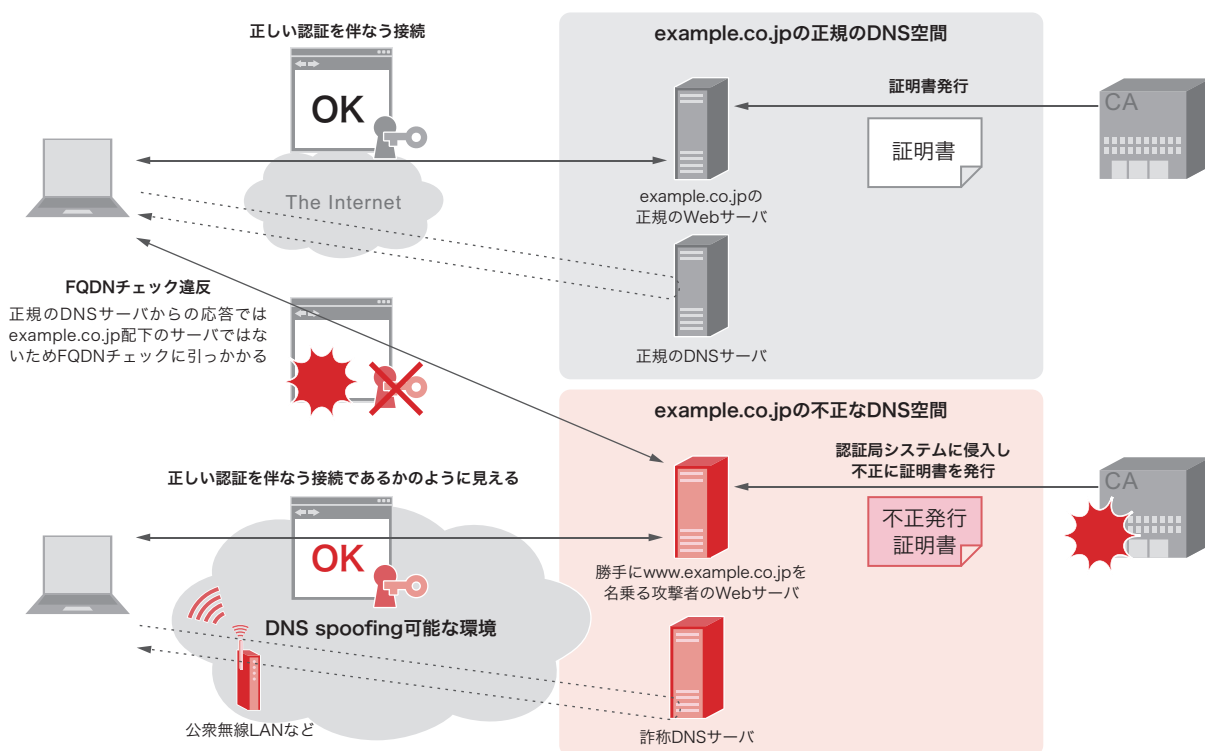 正しい認証を伴なう接続
OK
The Internet
example.co.jpの正規のDNS空間
証明書発行
証明書
CA
example.co.jpの
正規のWebサーバ
正規のDNSサーバ
FQDNチェック違反
正規のDNSサーバからの応答では
example.co.jp配下のサーバではな
いためFQDNチェックに引っかかる
example.co.jpの不正なDNS空間
認証局システムに侵入し
不正に証明書を発行
不正発行
証明書
CA
正しい認証を伴なう接続であるかのように見える
OK
勝手にwww.example.co.jpを
名乗る攻撃者のWebサーバ
DNS spoofing可能な環境
公衆無線LANなど
詐称DNSサーバ